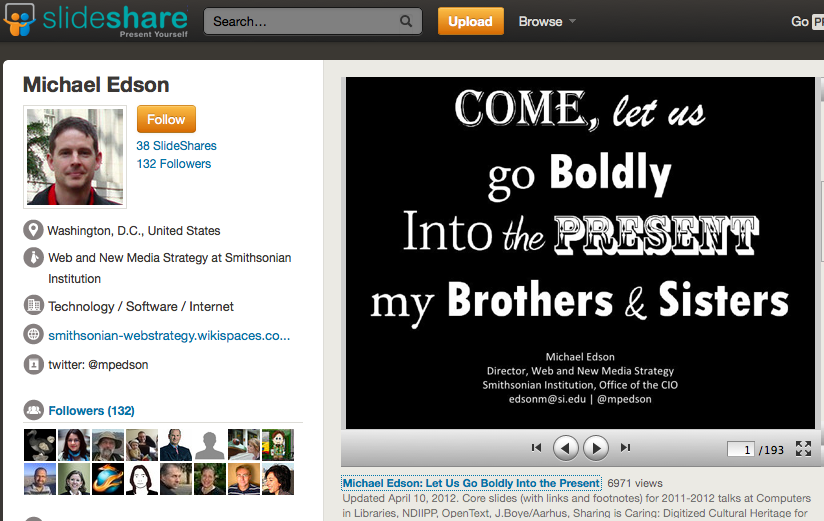 slideshare
Present Yourself
Search...
Upload
Browse
Go
Michael Edson
Follow
38 SlideShares
132 Followers
Washington, D.C., United States
Web and New Media Strategy at Smithsonian
Institution
Technology / Software / Internet
smithsonian-webstrategy.wikispaces.co...
twitter: @mpedson
Followers (132)
COME, let us
go Boldly
Into the PRESENT
my Brothers & Sisters
Michael Edson
Director, Web and New Media Strategy
Smithsonian Institution, Office of the CIO
edsonm@si.edu | @mpedson
1 /193
Michael Edson: Let Us Go Boldly Into the Present 6971 views
Updated April 10, 2012. Core slides (with links and footnotes) for 2011-2012 talks at Computers
in Libraries, NDIIPP, OpenText, J.Boye/Aarhus, Sharing is Caring: Digitized Cultural Heritage for